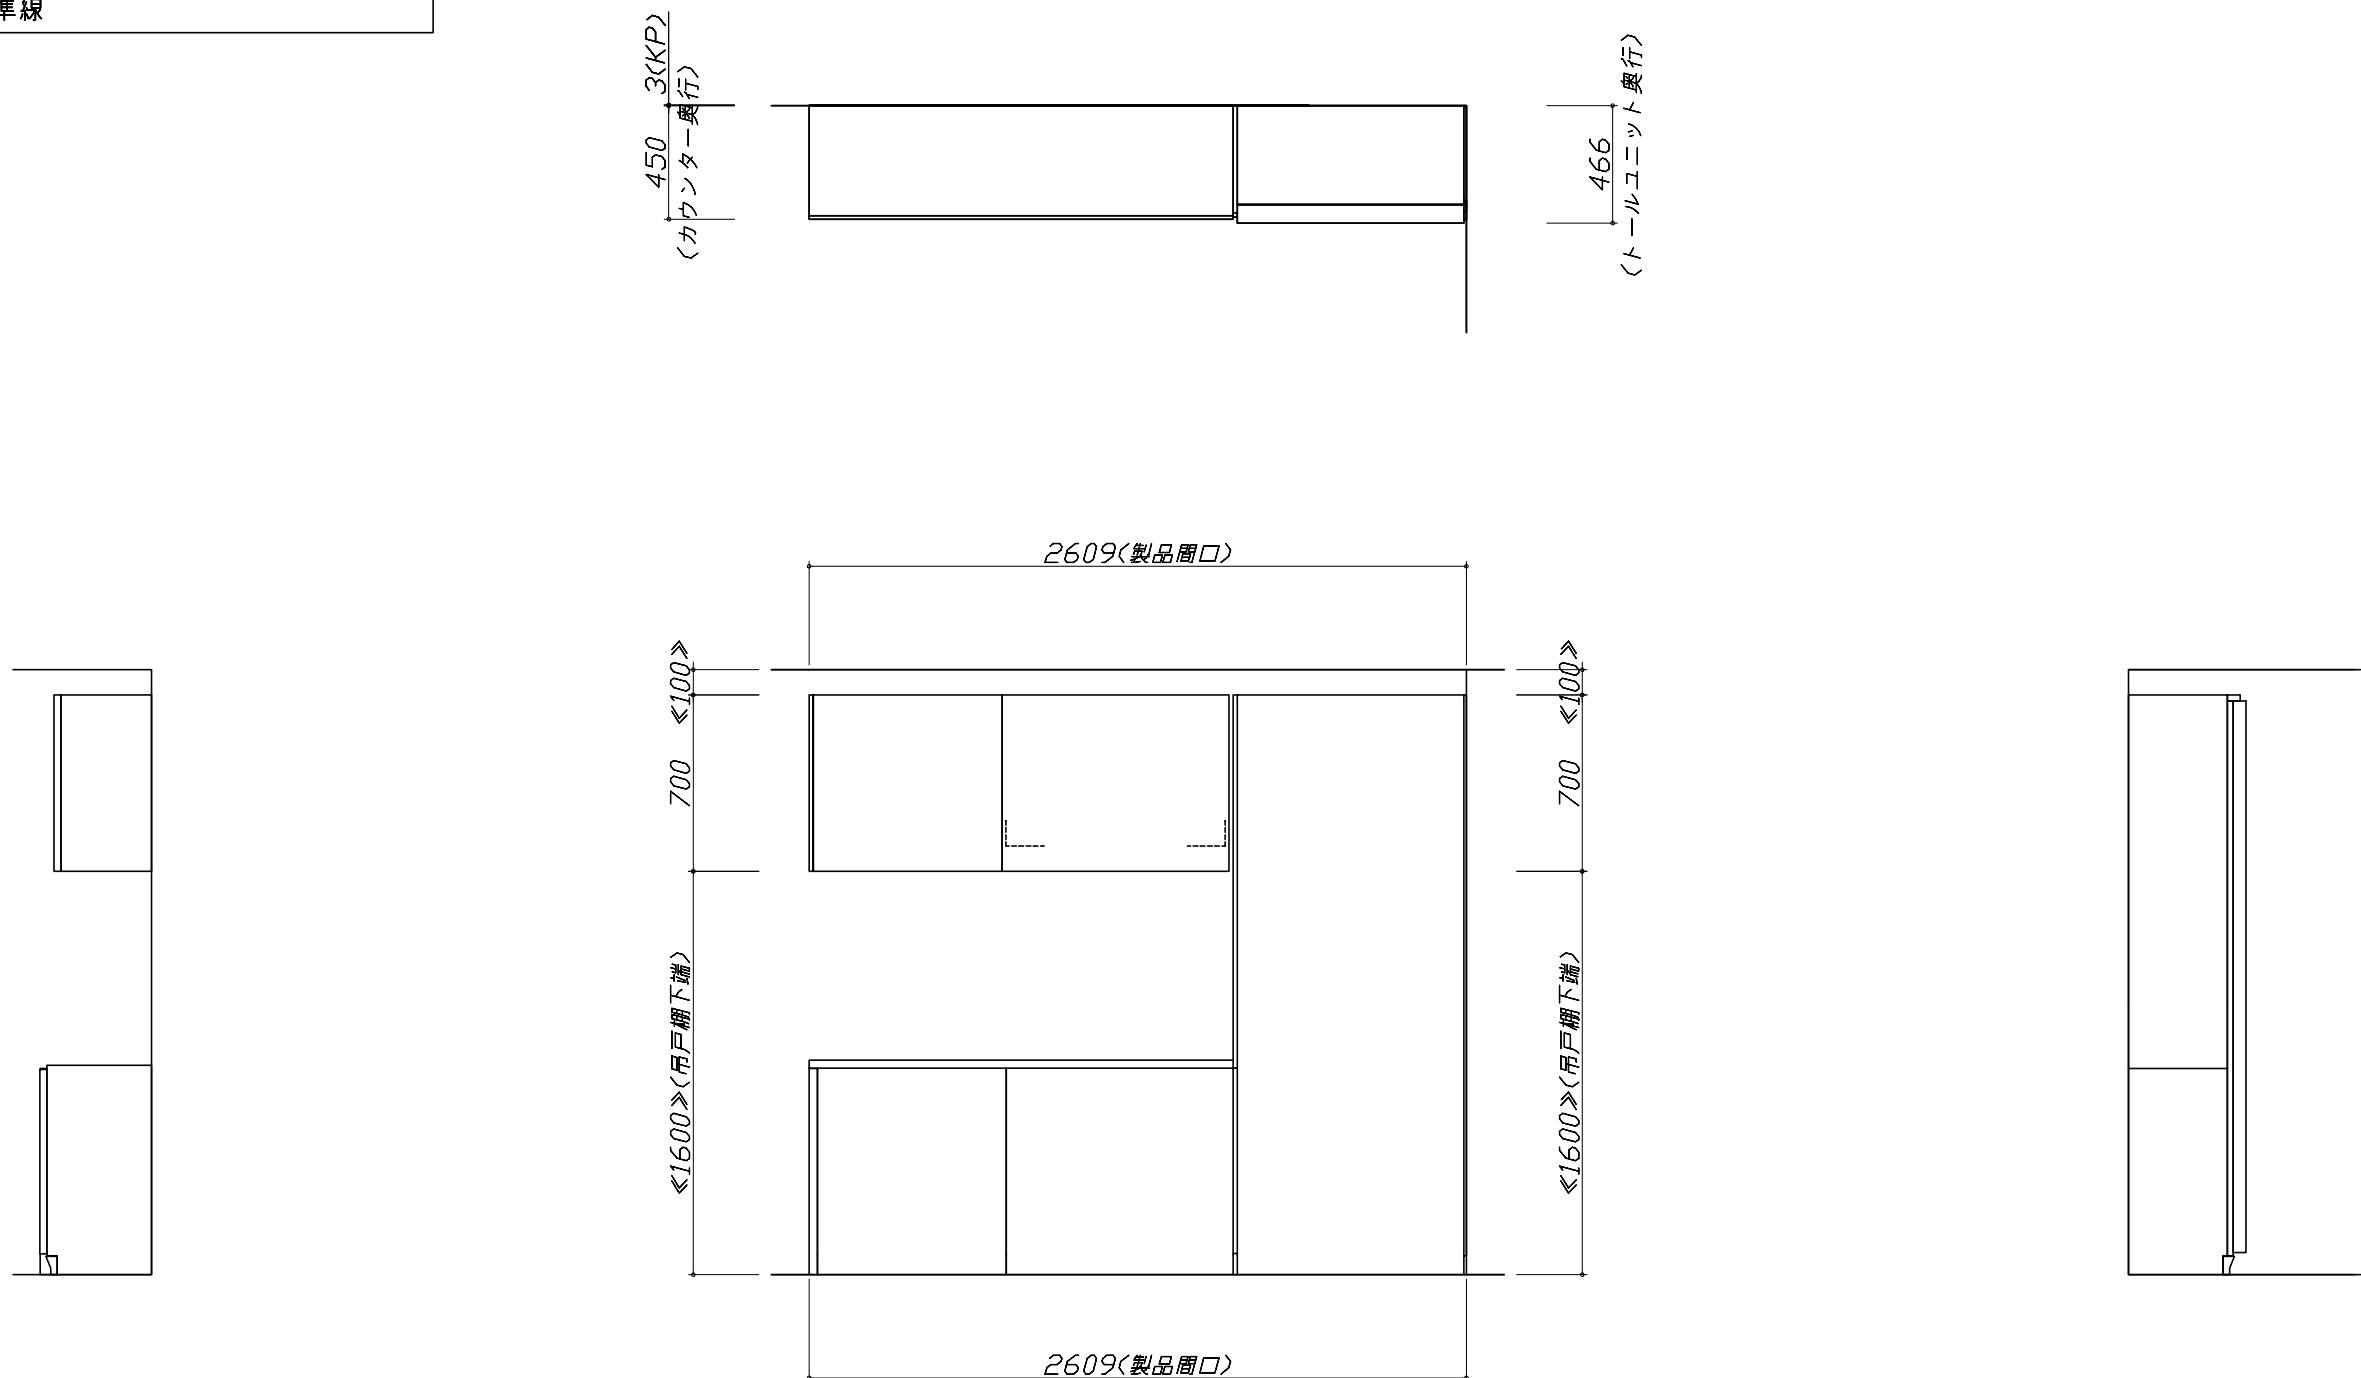 準線
3(KP)
450
(カウンター奥行)
466
(トールユニット奥行)
2609(製品間口)
≪100≫
700
≪1600≫(吊戸棚下端)
≪100≫
700
≪1600≫(吊戸棚下端)
2609(製品間口)